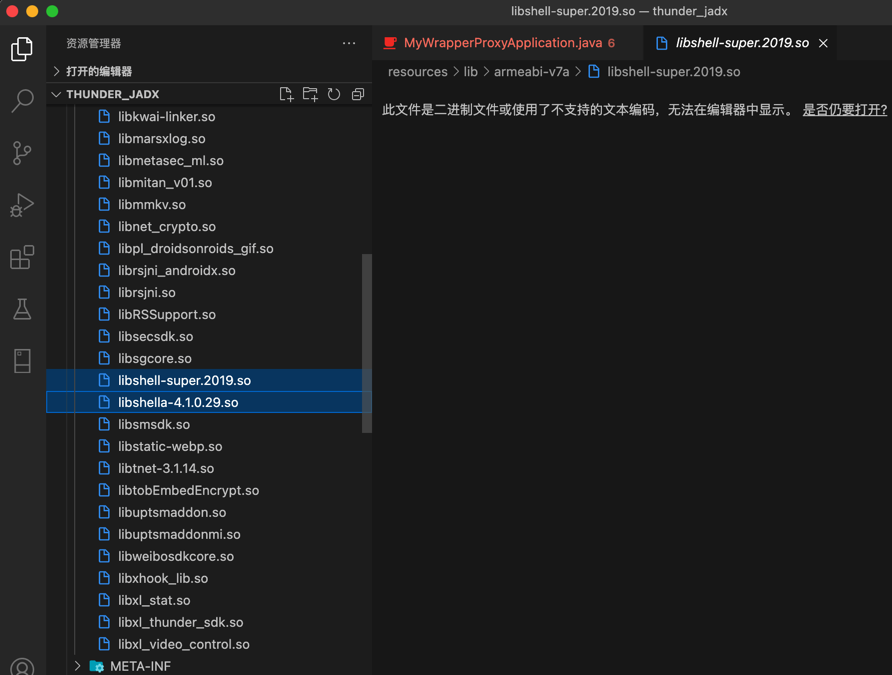 libshell-super.2019.so — thunder_jadx
资源管理器
打开的编辑器
THUNDER_JADX
libkwai-linker.so
libmarsxlog.so
libmetasec_ml.so
libmitan_v01.so
libmmkv.so
libnet_crypto.so
libpl_droidsonroids_gif.so
librsjni_androidx.so
librsjni.so
libRSSupport.so
libsecsdk.so
libsgcore.so
libshell-super.2019.so
libshella-4.1.0.29.so
libsmsdk.so
libstatic-webp.so
libtnet-3.1.14.so
libtobEmbedEncrypt.so
libuptsmaddon.so
libuptsmaddonmi.so
libweibosdkcore.so
libxhook_lib.so
libxl_stat.so
libxl_thunder_sdk.so
libxl_video_control.so
META-INF
MyWrapperProxyApplication.java 6
libshell-super.2019.so
resources > lib > armeabi-v7a > libshell-super.2019.so
此文件是二进制文件或使用了不支持的文本编码，无法在编辑器中显示。 是否仍要打开?